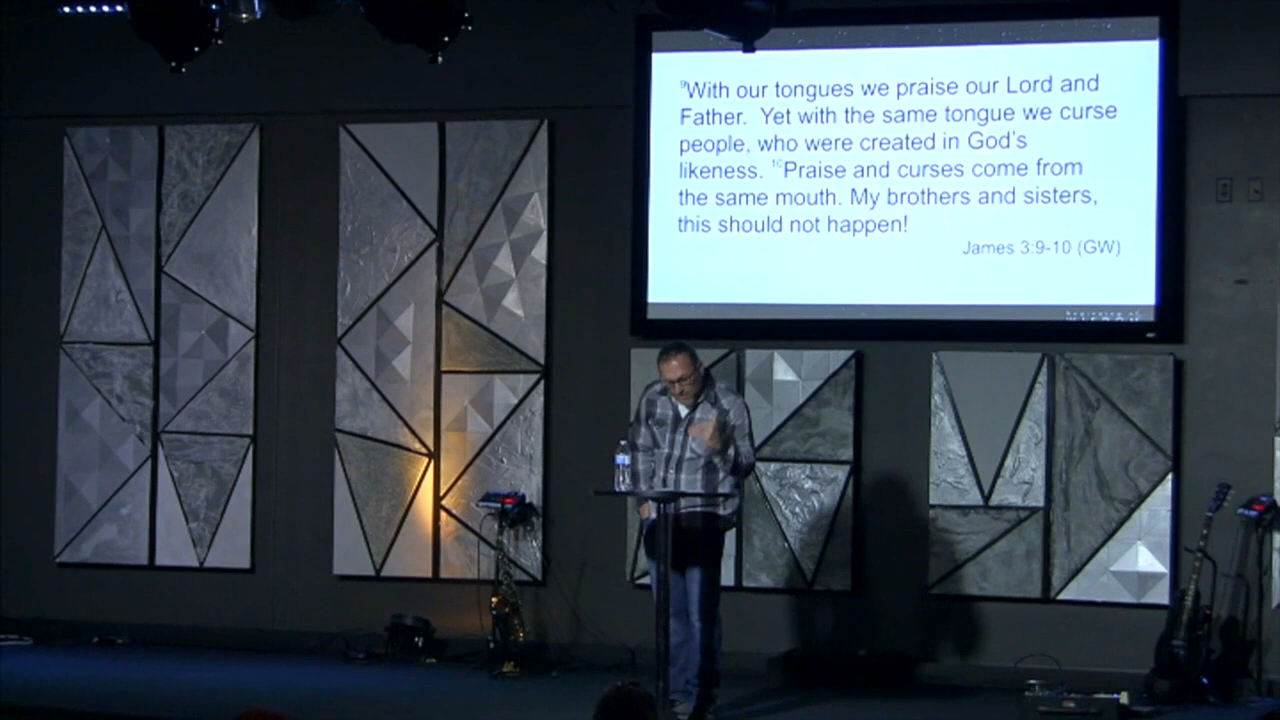 ⁹With our tongues we praise our Lord and
Father. Yet with the same tongue we curse
people, who were created in God's
likeness. ¹⁰Praise and curses come from
the same mouth. My brothers and sisters,
this should not happen!
James 3:9-10 (GW)